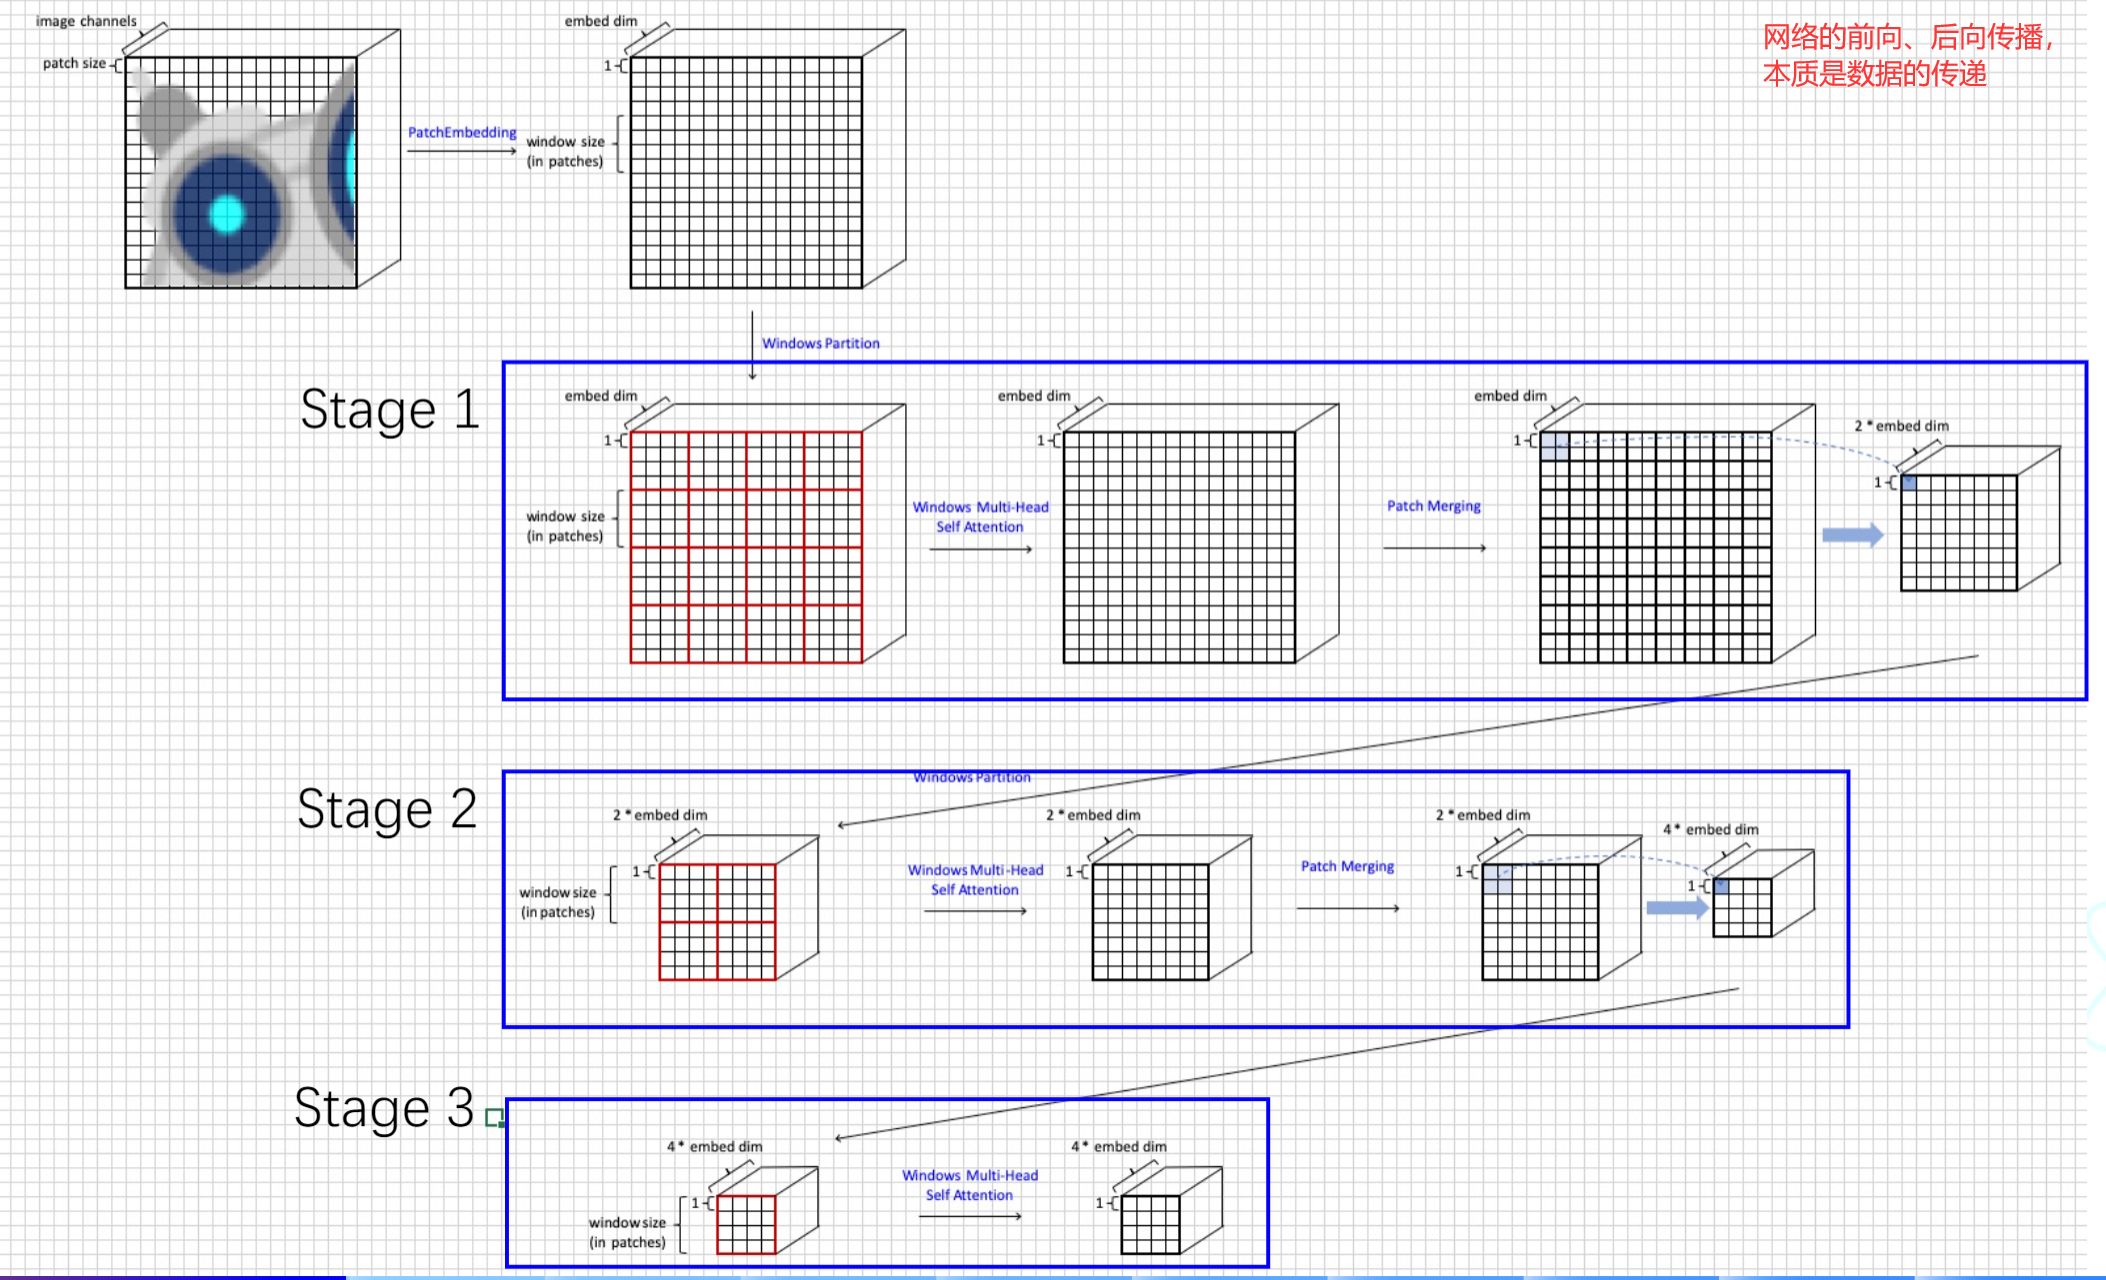 image channels
patch size
embed dim
1
PatchEmbedding
window size
(in patches)
网络的前向、后向传播,
本质是数据的传递
Windows Partition
Stage 1
embed dim
1
window size
(in patches)
Windows Multi-Head
Self Attention
embed dim
1
Patch Merging
embed dim
1
2 * embed dim
1
Stage 2
Windows Partition
2 * embed dim
1
window size
(in patches)
Windows Multi-Head
Self Attention
2 * embed dim
1
Patch Merging
2 * embed dim
1
4 * embed dim
1
Stage 3
4 * embed dim
1
window size
(in patches)
Windows Multi-Head
Self Attention
4 * embed dim
1